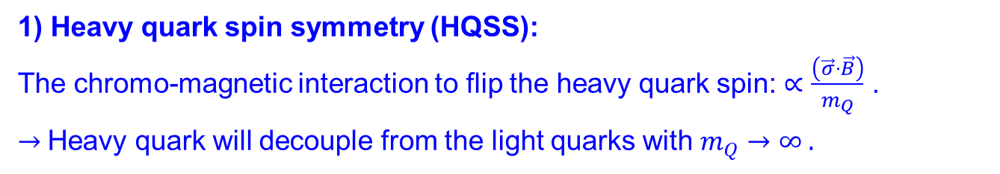 1) Heavy quark spin symmetry (HQSS):
The chromo-magnetic interaction to flip the heavy quark spin: ∝ $\frac{(\vec{\sigma}\cdot\vec{B})}{m_Q}$ .
→ Heavy quark will decouple from the light quarks with $m_Q \to \infty$ .